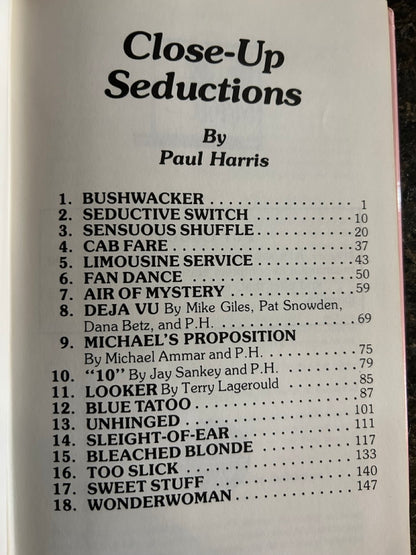 Close-Up
Seductions
By
Paul Harris
1. BUSHWACKER . . . . . . . . . . . . . . . . 1
2. SEDUCTIVE SWITCH . . . . . . . . . . 10
3. SENSUOUS SHUFFLE . . . . . . . . . . 20
4. CAB FARE . . . . . . . . . . . . . . . . . . 37
5. LIMOUSINE SERVICE . . . . . . . . . . 43
6. FAN DANCE . . . . . . . . . . . . . . . . . 50
7. AIR OF MYSTERY . . . . . . . . . . . . . 59
8. DEJA VU By Mike Giles, Pat Snowden,
Dana Betz, and P.H. . . . . . . . . . . . . . 69
9. MICHAEL'S PROPOSITION
By Michael Ammar and P.H. . . . . . . . . . 75
10. "10" By Jay Sankey and P.H. . . . . . . . 79
11. LOOKER By Terry Lagerould . . . . . . . 85
12. BLUE TATOO . . . . . . . . . . . . . . . . 87
13. UNHINGED . . . . . . . . . . . . . . . . . 101
14. SLEIGHT-OF-EAR . . . . . . . . . . . . . 111
15. BLEACHED BLONDE . . . . . . . . . . . 117
16. TOO SLICK . . . . . . . . . . . . . . . . . 133
17. SWEET STUFF . . . . . . . . . . . . . . . 140
18. WONDERWOMAN . . . . . . . . . . . . . 147